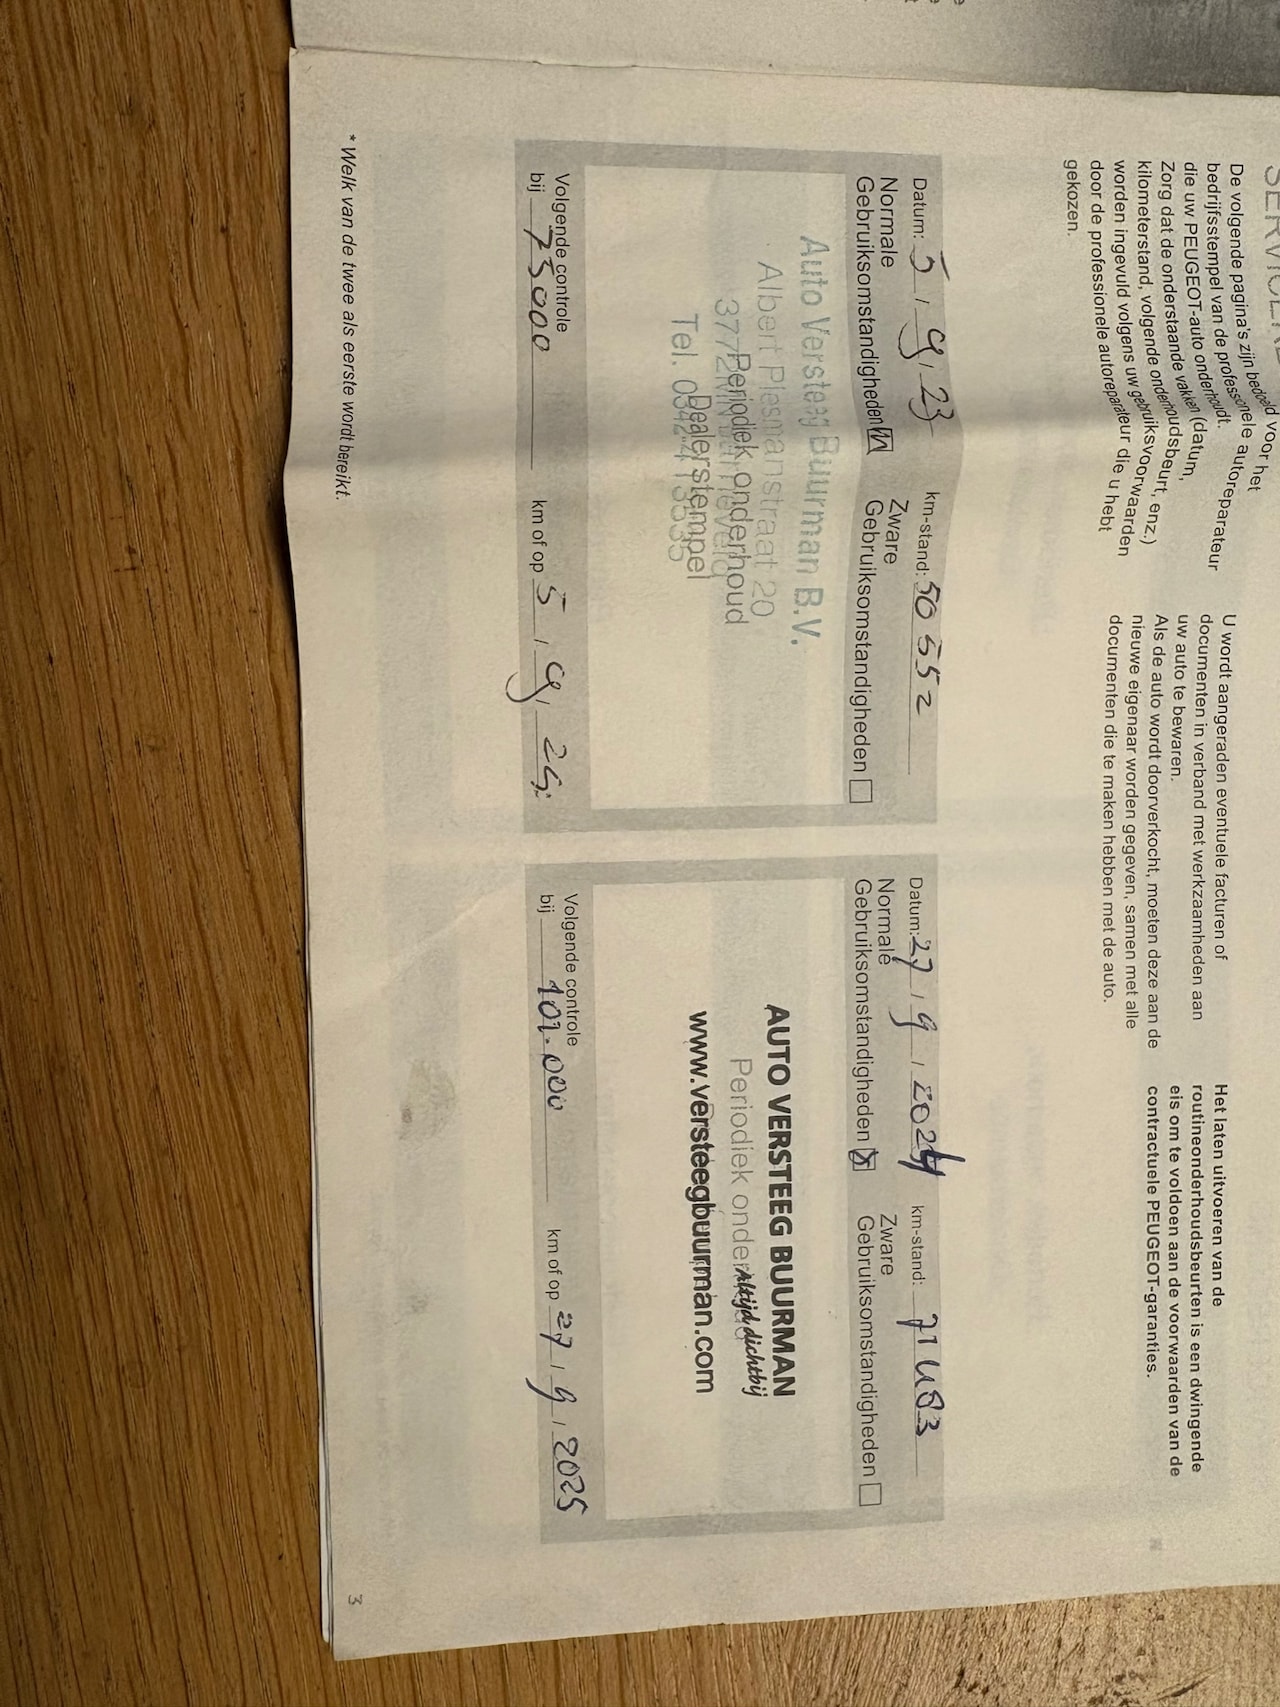 De volgende pagina's zijn bedoeld voor het
bedrijfsstempel van de professionele autoreparateur
die uw PEUGEOT-auto onderhoudt.
Zorg dat de onderstaande vakken (datum,
kilometerstand, volgende onderhoudsbeurt, enz.)
worden ingevuld volgens uw gebruiksvoorwaarden
door de professionele autoreparateur die u hebt
gekozen.
U wordt aangeraden eventuele facturen of
documenten in verband met werkzaamheden aan
uw auto te bewaren.
Als de auto wordt doorverkocht, moeten deze aan de
nieuwe eigenaar worden gegeven, samen met alle
documenten die te maken hebben met de auto.
Het laten uitvoeren van de
routineonderhoudsbeurten is een dwingende
eis om te voldoen aan de voorwaarden van de
contractuele PEUGEOT-garanties.
Datum: 5 / 9 / 23 km-stand: 50 552
Normale Zware
Gebruiksomstandigheden Gebruiksomstandigheden
Auto Versteeg Buurman B.V.
Albert Plesmanstraat 20
Periodiek onderhoud
Dealerstempel
Tel.
Volgende controle
bij 75000 km of op 5 / 9 /
Datum: 27 / 9 / 2024 km-stand: 71483
Normale Zware
Gebruiksomstandigheden Gebruiksomstandigheden
AUTO VERSTEEG BUURMAN
Periodiek
Altijd dichtbij
www.versteegbuurman.com
Volgende controle
bij 101.000 km of op 27 / 9 / 2025
* Welk van de twee als eerste wordt bereikt.
3